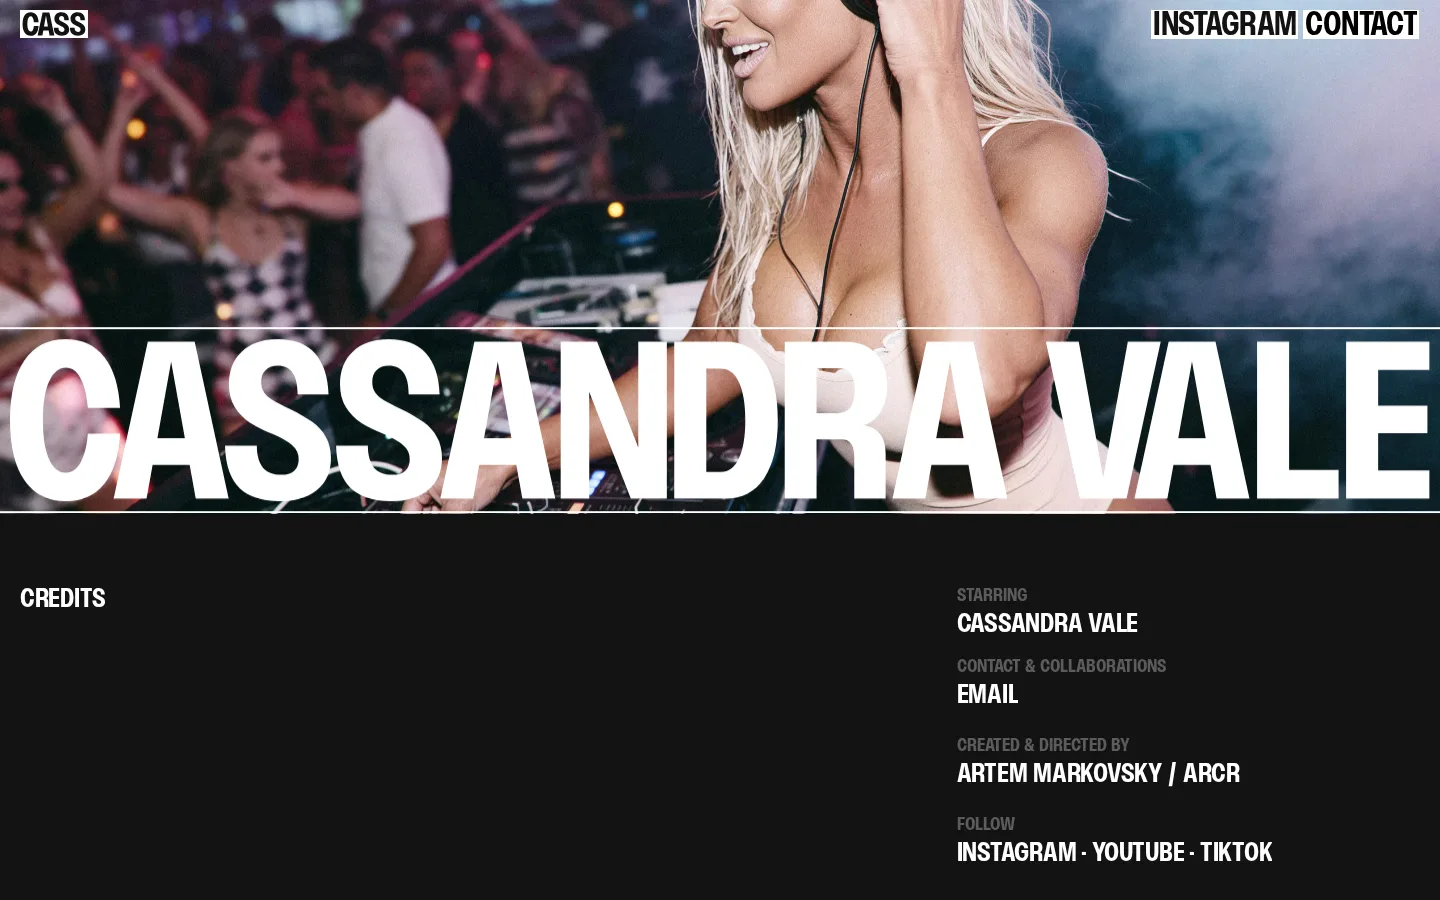 CASS
INSTAGRAM CONTACT
CASSANDRA VALE
CREDITS
STARRING
CASSANDRA VALE
CONTACT & COLLABORATIONS
EMAIL
CREATED & DIRECTED BY
ARTEM MARKOVSKY / ARCR
FOLLOW
INSTAGRAM · YOUTUBE · TIKTOK